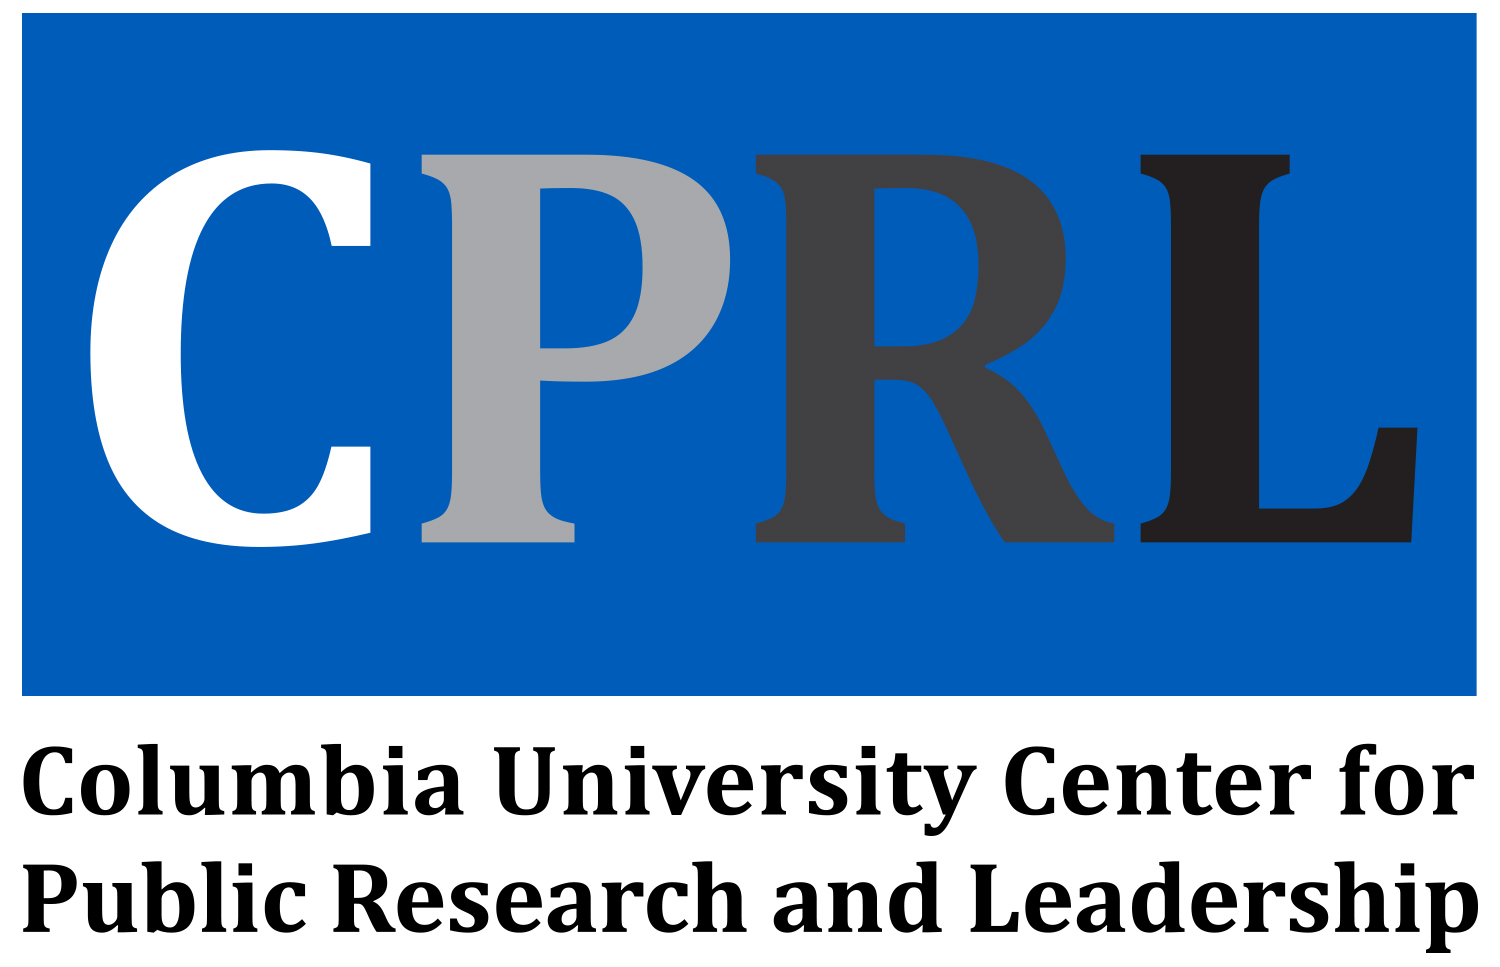 CPRL
Columbia University Center for
Public Research and Leadership